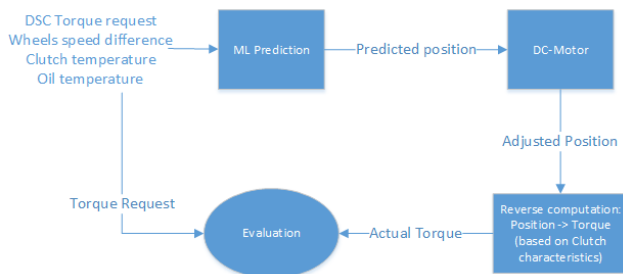 DSC Torque request
Wheels speed difference
Clutch temperature
Oil temperature
ML Prediction
Predicted position
DC-Motor
Adjusted Position
Torque Request
Evaluation
Actual Torque
Reverse computation:
Position -> Torque
(based on Clutch
characteristics)